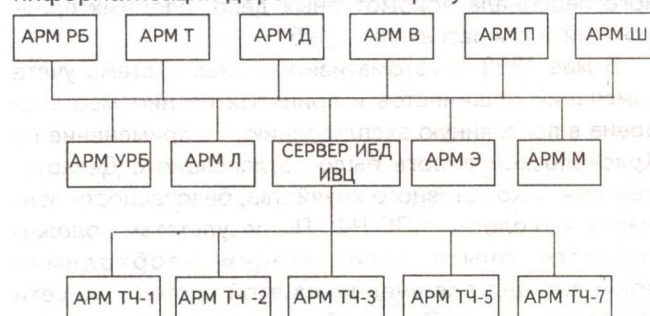 АРМ РБ
АРМ Т
АРМ Д
АРМ В
АРМ П
АРМ Ш
АРМ УРБ
АРМ Л
СЕРВЕР ИБД
ИВЦ
АРМ Э
АРМ М
АРМ ТЧ-1
АРМ ТЧ-2
АРМ ТЧ-3
АРМ ТЧ-5
АРМ ТЧ-7